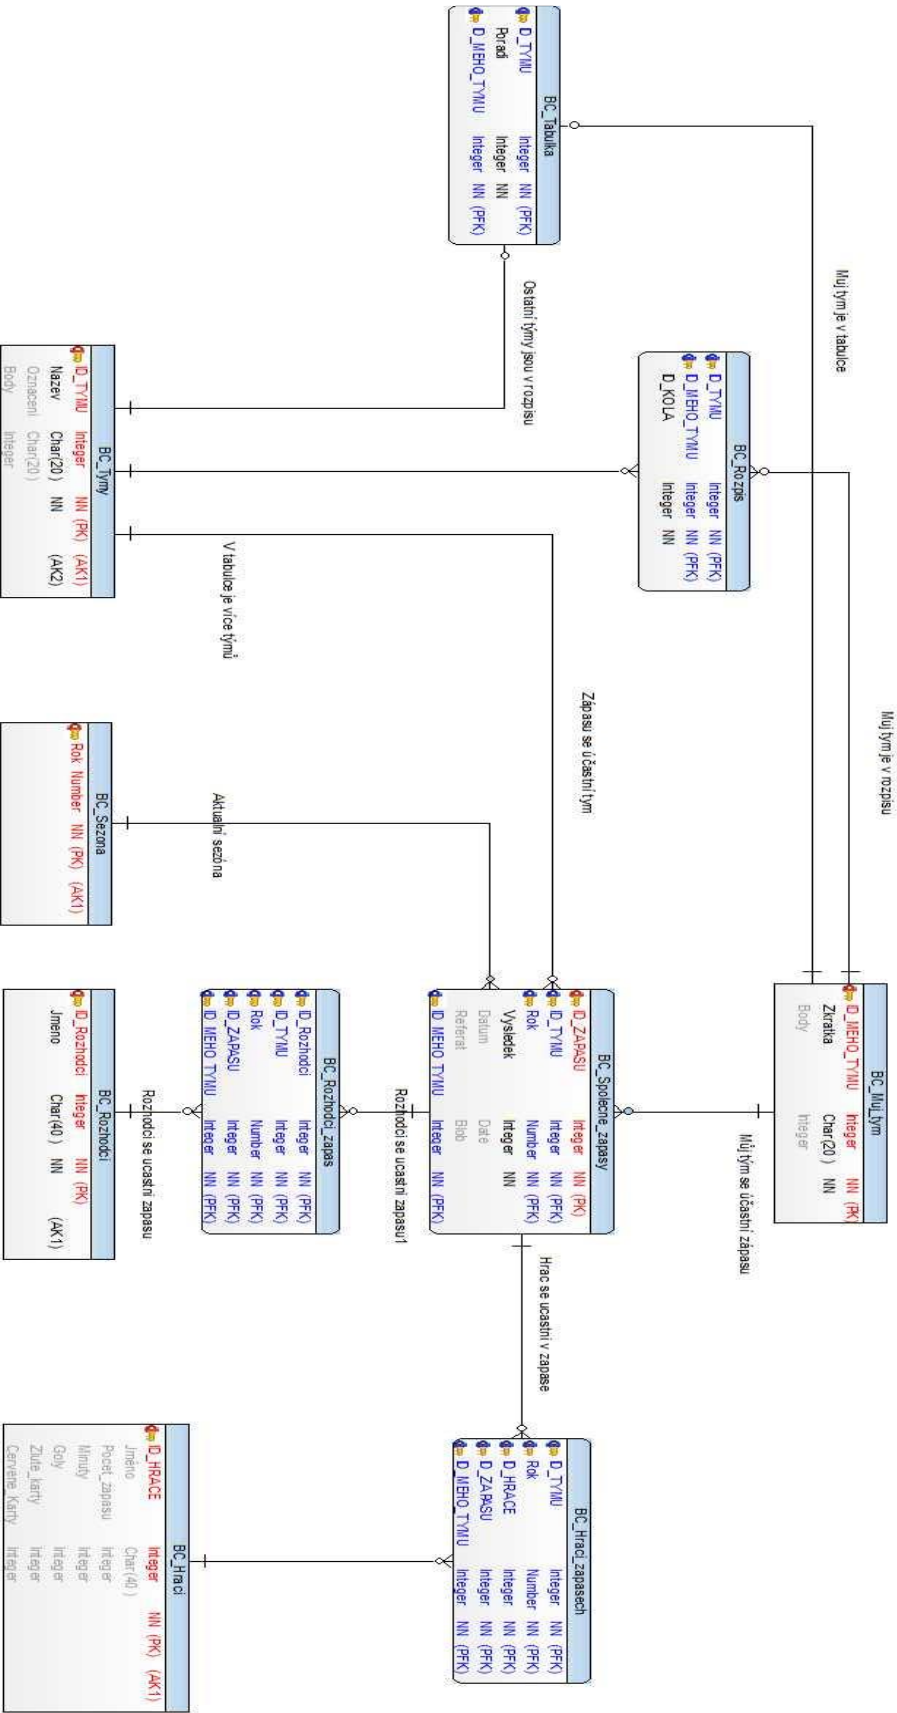 BC_Tabulka
ID_TYMU Integer NN (PFK)
Poradi Integer NN
ID_MEHO_TYMU Integer NN (PFK)
Muj tym je v tabulce
Ostatní týmy jsou v rozpisu
BC_Rozpis
ID_TYMU Integer NN (PFK)
ID_MEHO_TYMU Integer NN (PFK)
ID_KOLA Integer NN
Muj tym je v rozpisu
BC_Tymy
ID_TYMU Integer NN (PK) (AK1)
Nazev Char(20) NN (AK2)
Oznaceni Char(20)
Body Integer
V tabulce je více týmů
Zápasu se účastní tym
BC_Sezona
Rok Number NN (PK) (AK1)
Aktualní sezóna
BC_Muj_tym
ID_MEHO_TYMU Integer NN (PK)
Zkratka Char(20) NN
Body Integer
Můj tým se účastní zápasu
BC_Spolecne_zapasy
ID_ZAPASU Integer NN (PK)
ID_TYMU Integer NN (PFK)
Rok Number NN (PFK)
Vysledek Integer NN
Datum Date
Referat Blob
ID_MEHO_TYMU Integer NN (PFK)
Rozhodci se ucastni zapasu1
BC_Rozhodci_zapas
ID_Rozhodci Integer NN (PFK)
ID_TYMU Integer NN (PFK)
Rok Number NN (PFK)
ID_ZAPASU Integer NN (PFK)
ID_MEHO_TYMU Integer NN (PFK)
Rozhodci se ucastni zapasu
BC_Rozhodci
ID_Rozhodci Integer NN (PK)
Jmeno Char(40) NN (AK1)
Hrac se ucastni v zapase
BC_Hraci_zapasech
ID_TYMU Integer NN (PFK)
Rok Number NN (PFK)
ID_HRACE Integer NN (PFK)
ID_ZAPASU Integer NN (PFK)
ID_MEHO_TYMU Integer NN (PFK)
BC_Hraci
ID_HRACE Integer NN (PK) (AK1)
Jméno Char(40)
Pocet_zapasu Integer
Minuty Integer
Goly Integer
Zlute_karty Integer
Cervene_Karty Integer